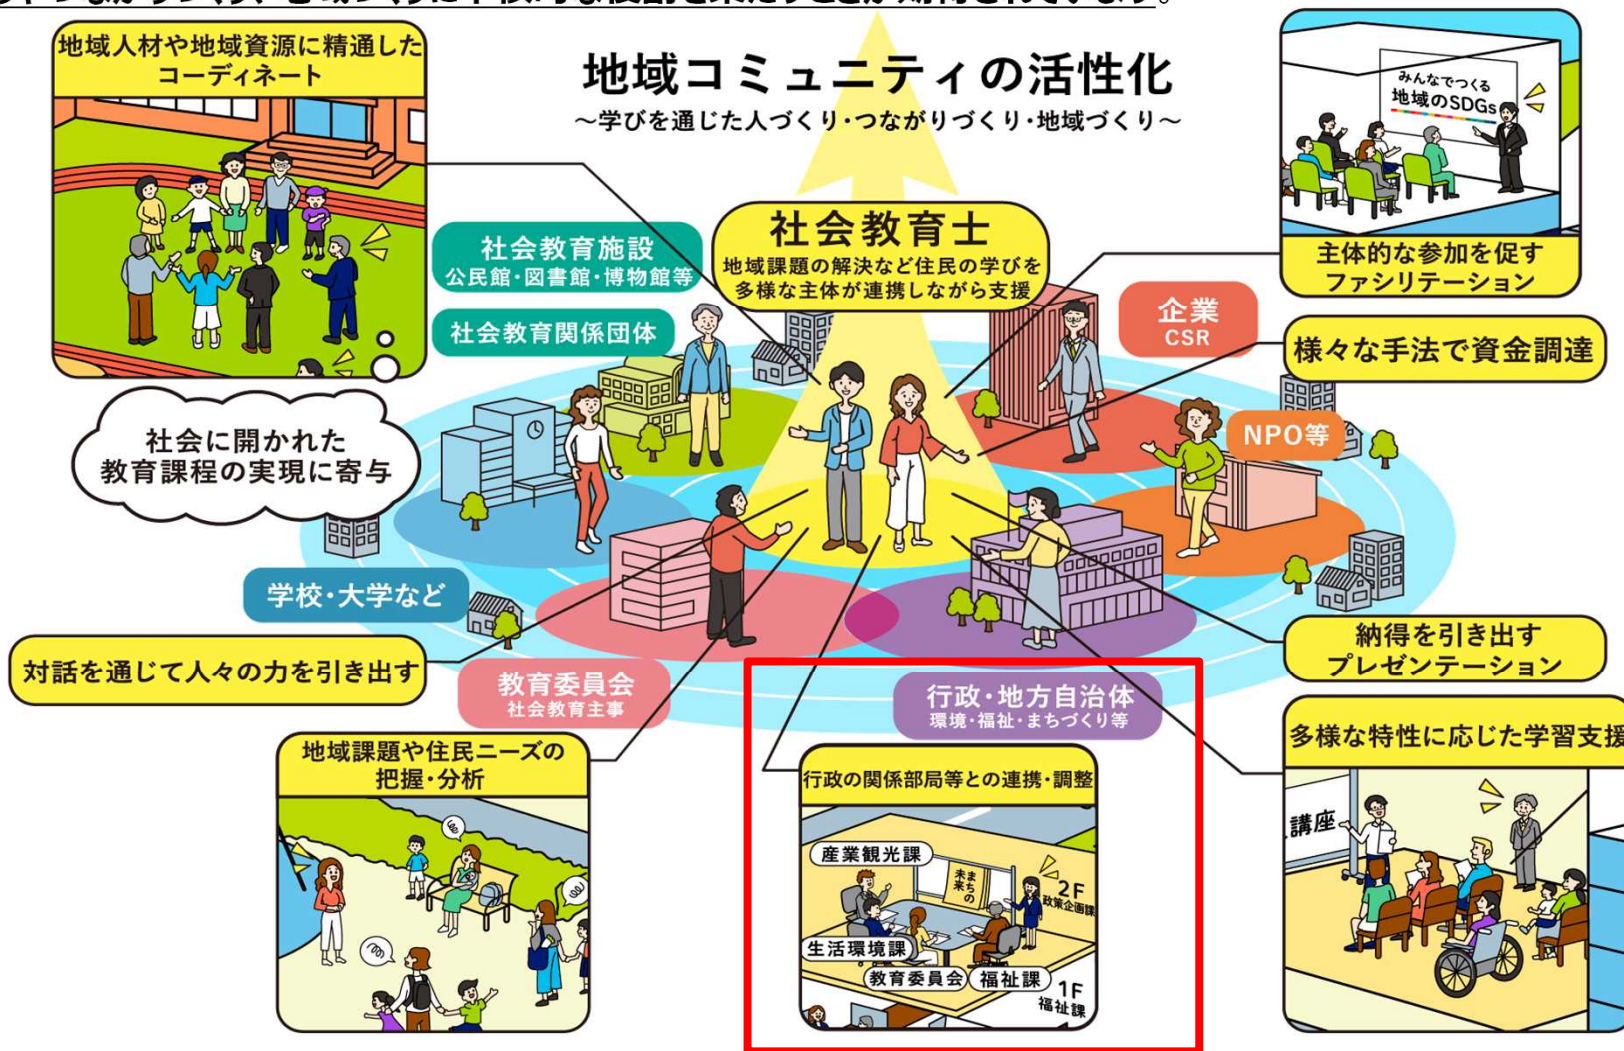 地域人材や地域資源に精通した
コーディネート
地域コミュニティの活性化
～学びを通じた人づくり・つながりづくり・地域づくり～
みんなでつくる
地域のSDGs
主体的な参加を促す
ファシリテーション
社会教育士
地域課題の解決など住民の学びを
多様な主体が連携しながら支援
社会教育施設
公民館・図書館・博物館等
社会教育関係団体
企業
CSR
様々な手法で資金調達
NPO等
社会に開かれた
教育課程の実現に寄与
学校・大学など
対話を通じて人々の力を引き出す
教育委員会
社会教育主事
行政・地方自治体
環境・福祉・まちづくり等
納得を引き出す
プレゼンテーション
地域課題や住民ニーズの
把握・分析
行政の関係部局等との連携・調整
産業観光課
まちの
未来
2F
政策企画課
生活環境課
教育委員会
福祉課
1F
福祉課
多様な特性に応じた学習支援
講座